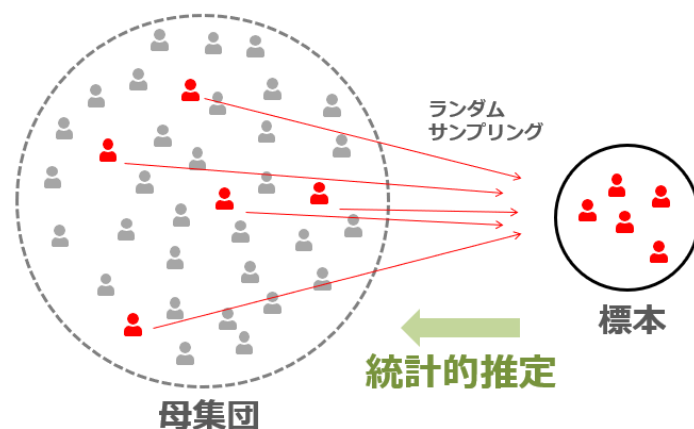 ランダム
サンプリング
標本
統計的推定
母集団